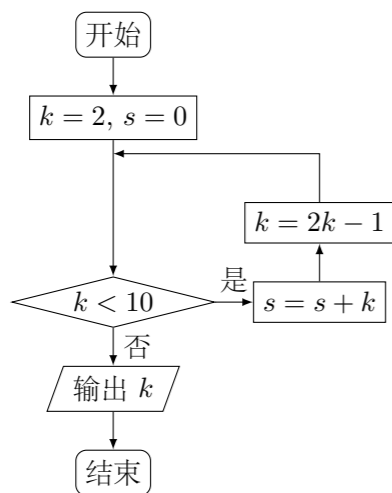 开始
k = 2, s = 0
k = 2k − 1
k < 10
是
s = s + k
否
输出 k
结束